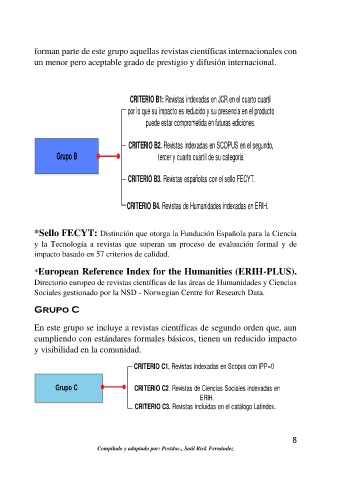 forman parte de este grupo aquellas revistas científicas internacionales con
un menor pero aceptable grado de prestigio y difusión internacional.
CRITERIO B1: Revistas indexadas en JCR en el cuarto cuartil
por lo que su impacto es reducido y su presencia en el producto
puede estar comprometida en futuras ediciones.
Grupo B
CRITERIO B2. Revistas indexadas en SCOPUS en el segundo,
tercer y cuarto cuartil de su categoría
CRITERIO B3. Revistas españolas con el sello FECYT.
CRITERIO B4. Revistas de Humanidades indexadas en ERIH.
*Sello FECYT: Distinción que otorga la Fundación Española para la Ciencia
y la Tecnología a revistas que superan un proceso de evaluación formal y de
impacto basado en 57 criterios de calidad.
*European Reference Index for the Humanities (ERIH-PLUS).
Directorio europeo de revistas científicas de las áreas de Humanidades y Ciencias
Sociales gestionado por la NSD - Norwegian Centre for Research Data.
GRUPO C
En este grupo se incluye a revistas científicas de segundo orden que, aun
cumpliendo con estándares formales básicos, tienen un reducido impacto
y visibilidad en la comunidad.
CRITERIO C1. Revistas indexadas en Scopus con IPP=0
Grupo C
CRITERIO C2. Revistas de Ciencias Sociales indexadas en
ERIH.
CRITERIO C3. Revistas incluidas en el catálogo Latindex.
8
Compilado y adaptado por: Postdoc., Saúl Rick Fernández